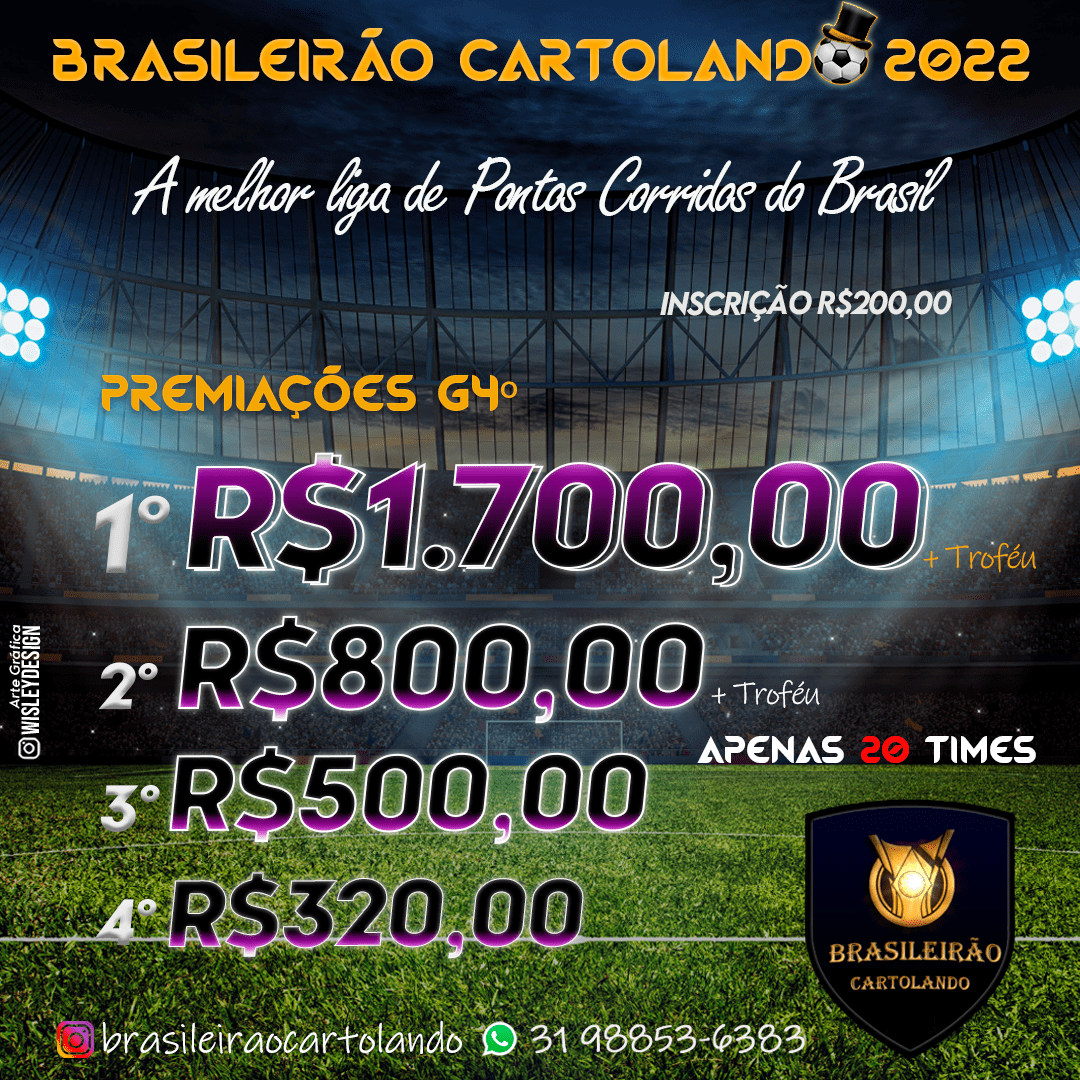 BRASILEIRÃO CARTOLANDO 2022
A melhor liga de Pontos Corridos do Brasil
INSCRIÇÃO R$200,00
PREMIAÇÕES G4º
1º R$1.700,00 + Troféu
2º R$800,00 + Troféu
APENAS 20 TIMES
3º R$500,00
4º R$320,00
Arte Gráfica
WISLEYDESIGN
BRASILEIRÃO
CARTOLANDO
brasileiraocartolando 31 98853-6383